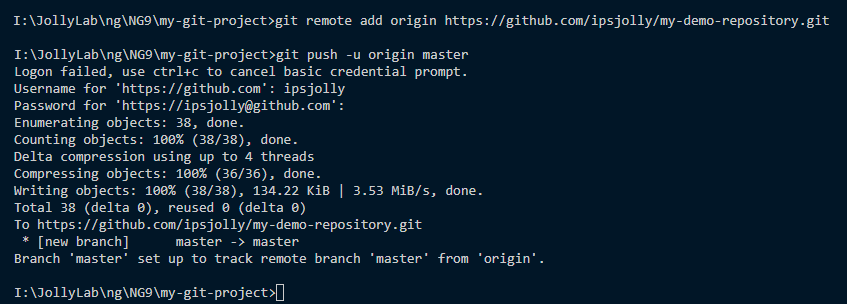 I:\JollyLab\ng\NG9\my-git-project>git remote add origin https://github.com/ipsjolly/my-demo-repository.git
I:\JollyLab\ng\NG9\my-git-project>git push -u origin master
Logon failed, use ctrl+c to cancel basic credential prompt.
Username for 'https://github.com': ipsjolly
Password for 'https://ipsjolly@github.com':
Enumerating objects: 38, done.
Counting objects: 100% (38/38), done.
Delta compression using up to 4 threads
Compressing objects: 100% (36/36), done.
Writing objects: 100% (38/38), 134.22 KiB | 3.53 MiB/s, done.
Total 38 (delta 0), reused 0 (delta 0)
To https://github.com/ipsjolly/my-demo-repository.git
 * [new branch]      master -> master
Branch 'master' set up to track remote branch 'master' from 'origin'.
I:\JollyLab\ng\NG9\my-git-project>